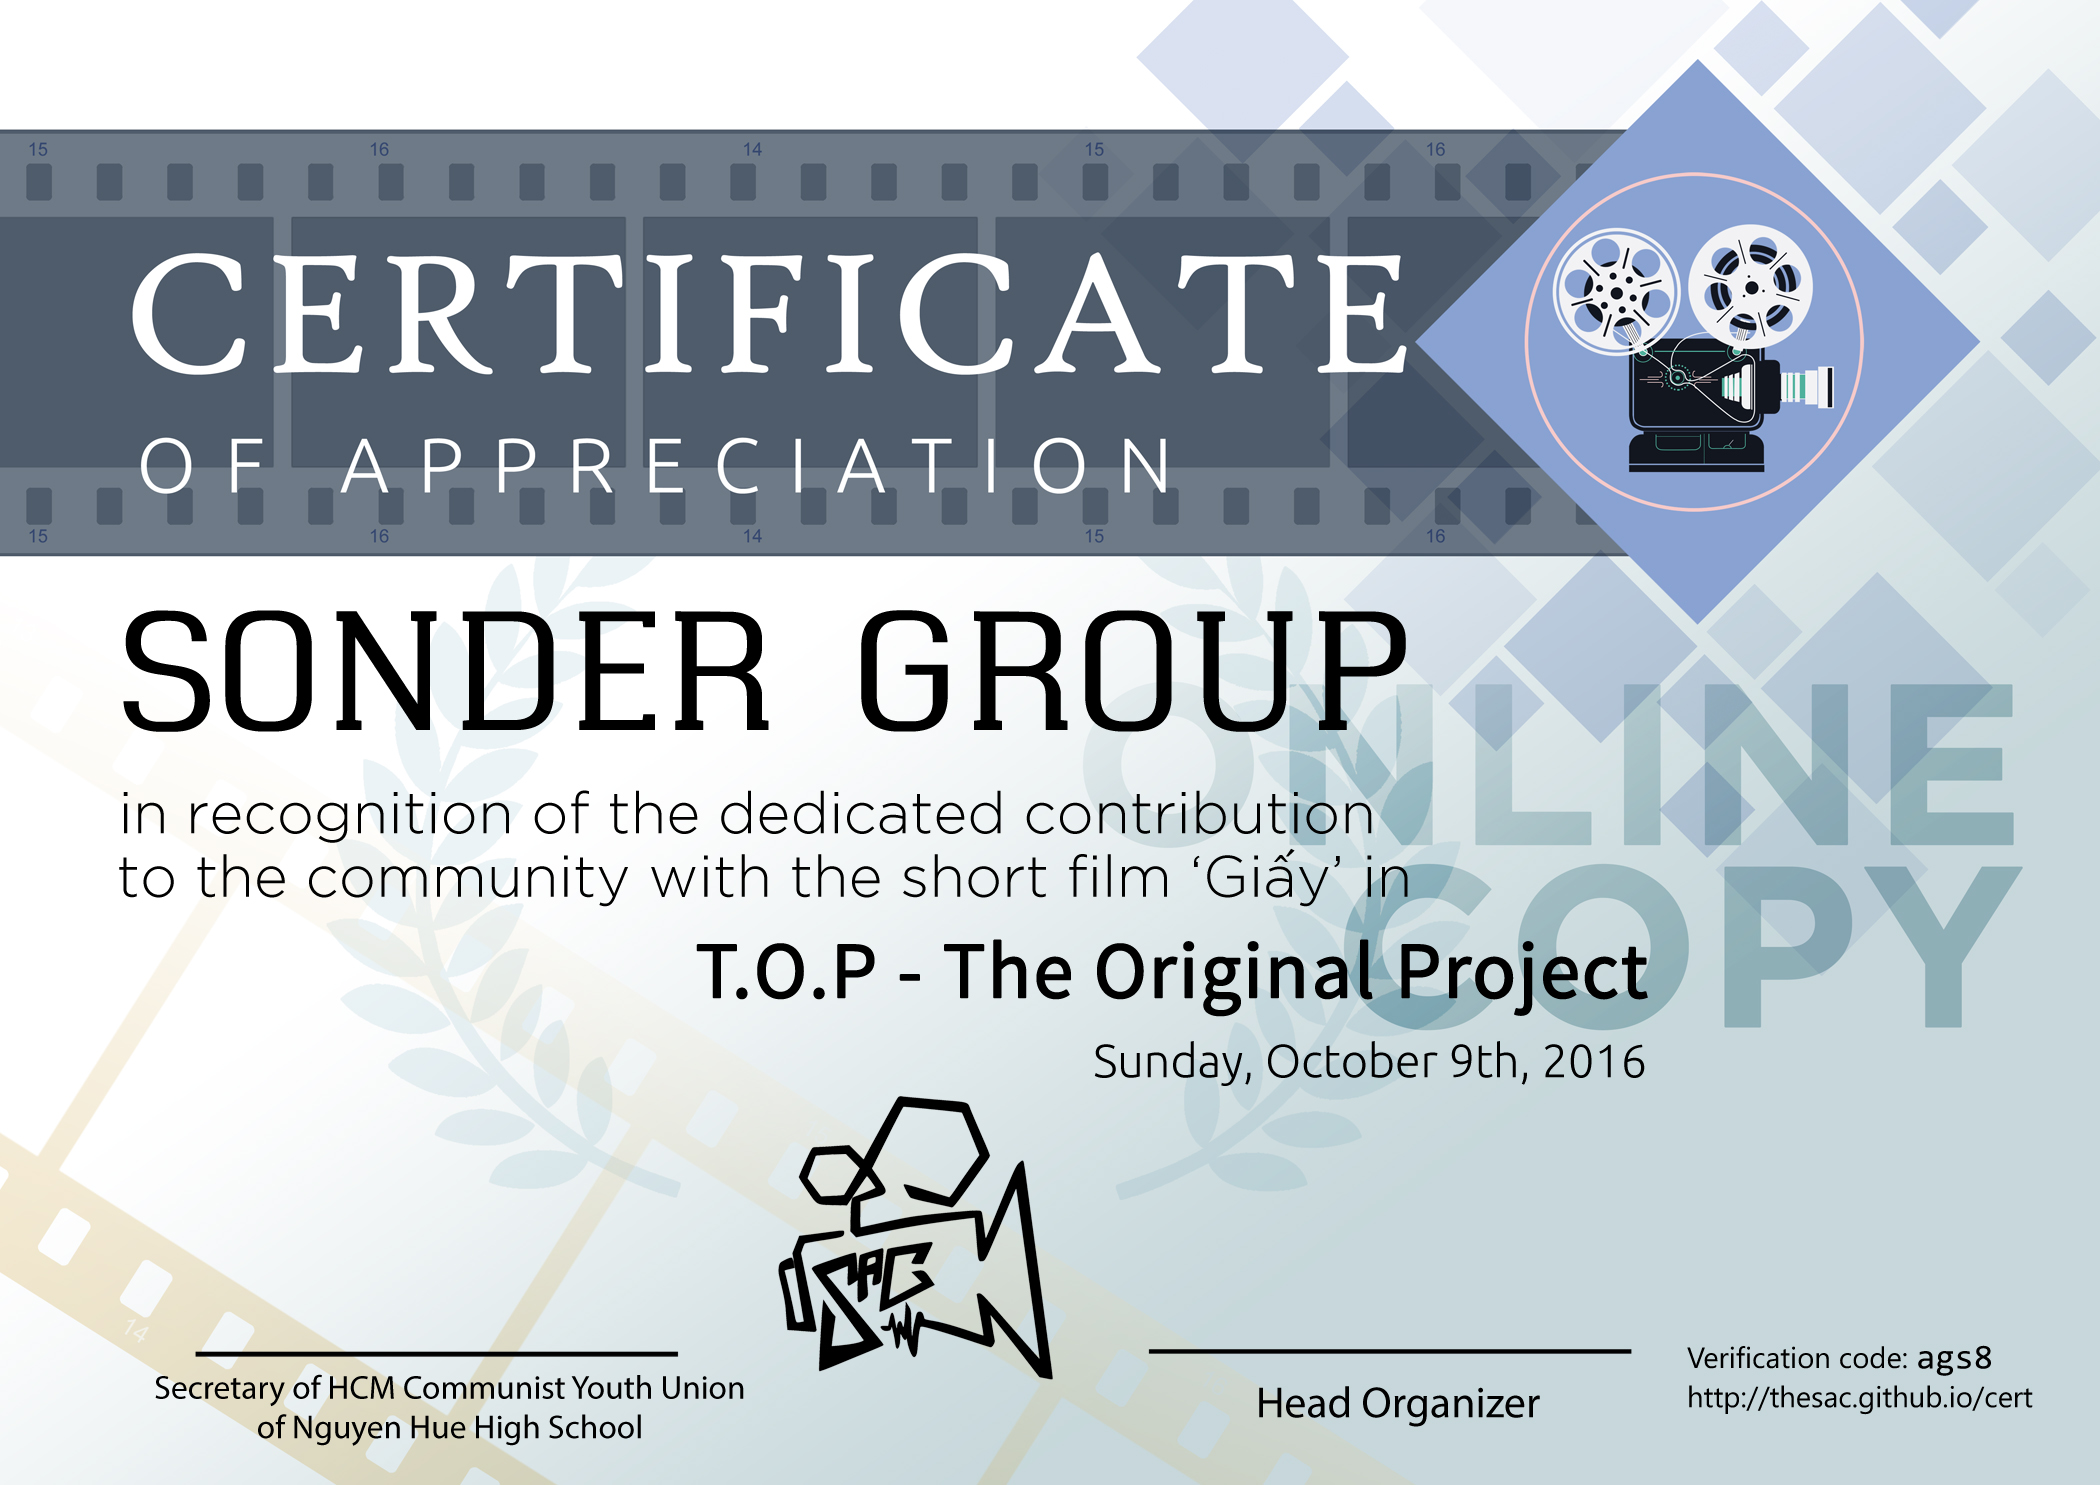 15 16 14 15 16
CERTIFICATE
OF APPRECIATION
15 16 14 15 16
SONDER GROUP
ONLINE
COPY
in recognition of the dedicated contribution
to the community with the short film ‘Giấy’ in
T.O.P - The Original Project
Sunday, October 9th, 2016
SAC
14
Secretary of HCM Communist Youth Union
of Nguyen Hue High School
Head Organizer
Verification code: ags8
http://thesac.github.io/cert